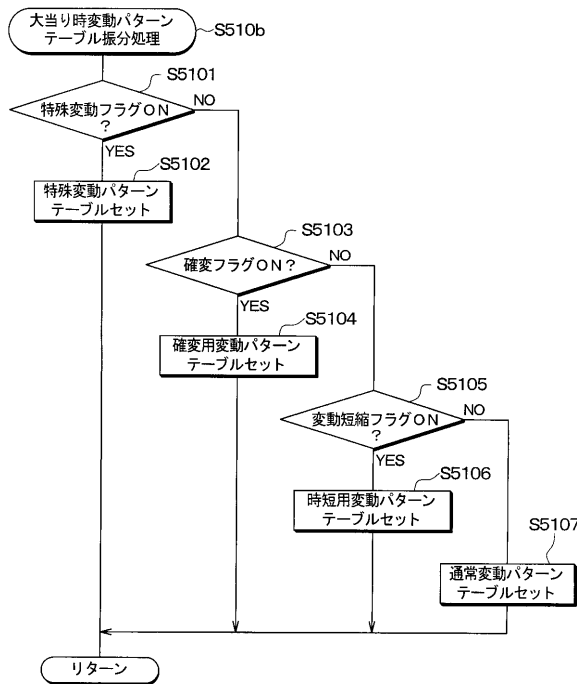 大当り時変動パターン
テーブル振分処理
S510b
S5101
特殊変動フラグON
?
NO
YES
S5102
特殊変動パターン
テーブルセット
S5103
確変フラグON?
NO
YES
S5104
確変用変動パターン
テーブルセット
S5105
変動短縮フラグON
?
NO
YES
S5106
時短用変動パターン
テーブルセット
S5107
通常変動パターン
テーブルセット
リターン